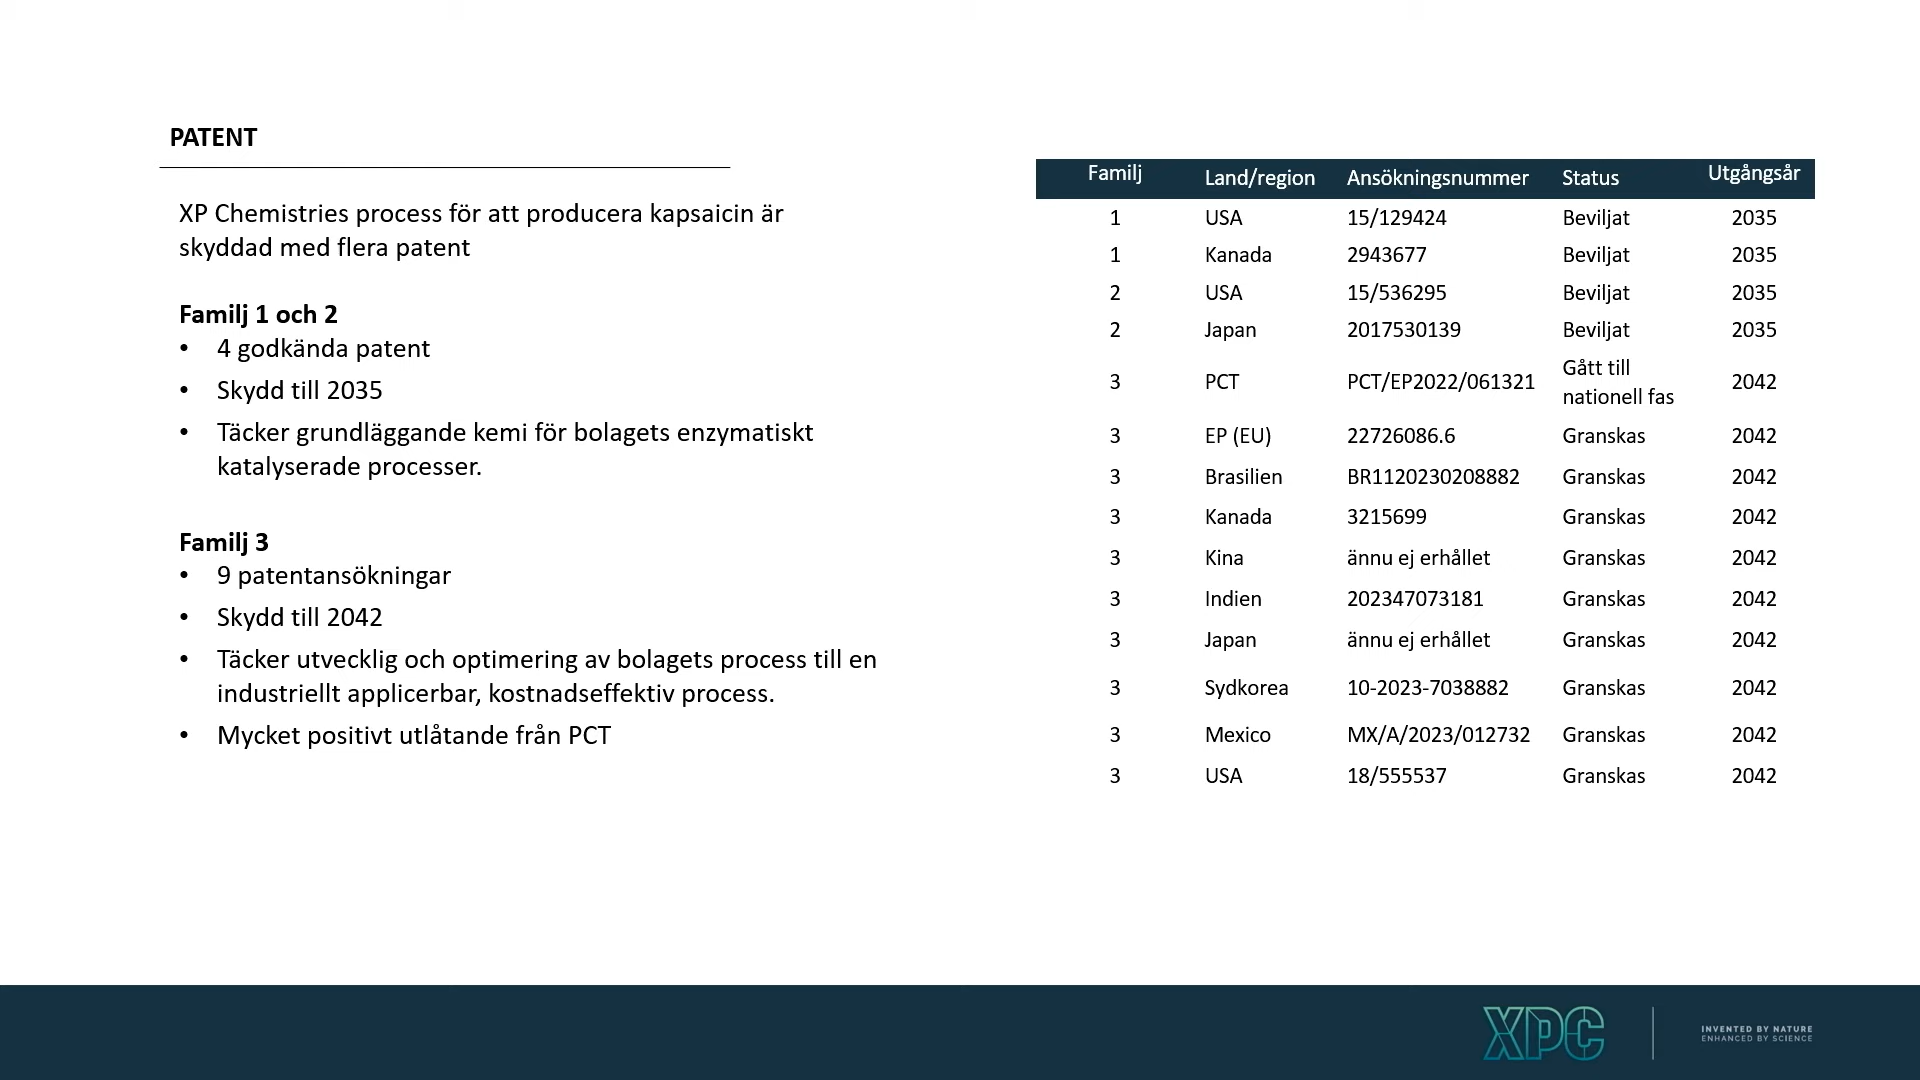 PATENT
XP Chemistries process för att producera kapsaicin är
skyddad med flera patent
Familj 1 och 2
• 4 godkända patent
• Skydd till 2035
• Täcker grundläggande kemi för bolagets enzymatiskt
katalyserade processer.
Familj 3
• 9 patentansökningar
• Skydd till 2042
• Täcker utvecklig och optimering av bolagets process till en
industriellt applicerbar, kostnadseffektiv process.
• Mycket positivt utlåtande från PCT
Familj Land/region Ansökningsnummer Status Utgångsår
1 USA 15/129424 Beviljat 2035
1 Kanada 2943677 Beviljat 2035
2 USA 15/536295 Beviljat 2035
2 Japan 2017530139 Beviljat 2035
3 PCT PCT/EP2022/061321 Gått till
nationell fas 2042
3 EP (EU) 22726086.6 Granskas 2042
3 Brasilien BR1120230208882 Granskas 2042
3 Kanada 3215699 Granskas 2042
3 Kina ännu ej erhållet Granskas 2042
3 Indien 202347073181 Granskas 2042
3 Japan ännu ej erhållet Granskas 2042
3 Sydkorea 10-2023-7038882 Granskas 2042
3 Mexico MX/A/2023/012732 Granskas 2042
3 USA 18/555537 Granskas 2042
XPC
INVENTED BY NATURE
ENHANCED BY SCIENCE